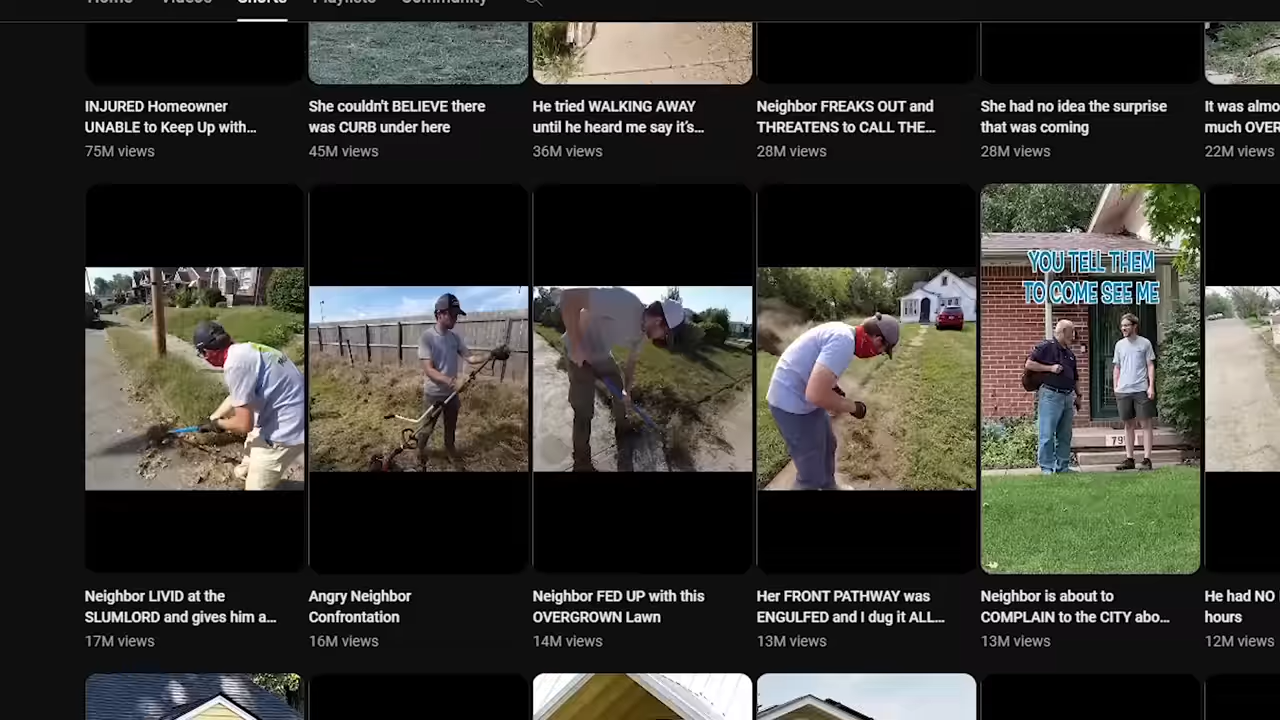 Home Videos Shorts Playlists Community
INJURED Homeowner
UNABLE to Keep Up with...
75M views
She couldn't BELIEVE there
was CURB under here
45M views
He tried WALKING AWAY
until he heard me say it's...
36M views
Neighbor FREAKS OUT and
THREATENS to CALL THE...
28M views
She had no idea the surprise
that was coming
28M views
It was almo
much OVER
22M views
YOU TELL THEM
TO COME SEE ME
79
Neighbor LIVID at the
SLUMLORD and gives him a...
17M views
Angry Neighbor
Confrontation
16M views
Neighbor FED UP with this
OVERGROWN Lawn
14M views
Her FRONT PATHWAY was
ENGULFED and I dug it ALL...
13M views
Neighbor is about to
COMPLAIN to the CITY abo...
13M views
He had NO
hours
12M views